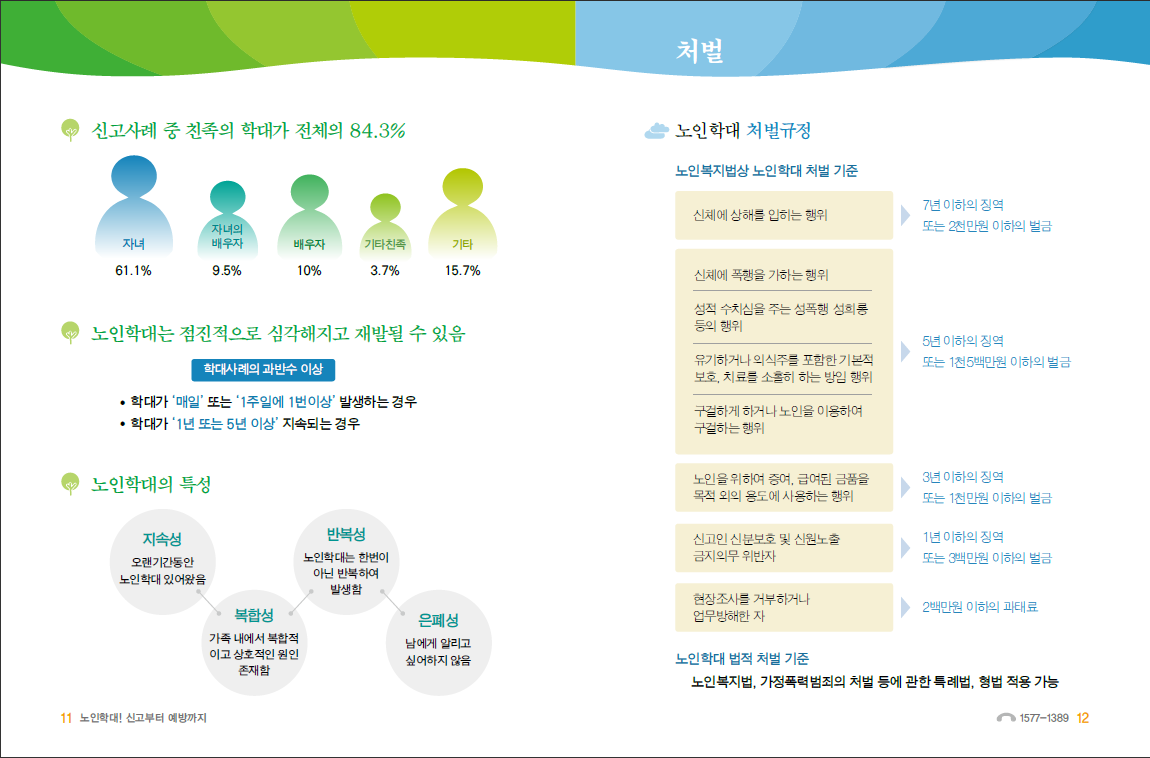 신고사례 중 친족의 학대가 전체의 84.3%
자녀
자녀의
배우자
배우자
기타친족
기타
61.1%
9.5%
10%
3.7%
15.7%
노인학대는 점진적으로 심각해지고 재발될 수 있음
학대사례의 과반수 이상
• 학대가 ‘매일’ 또는 ‘1주일에 1번이상’ 발생하는 경우
• 학대가 ‘1년 또는 5년 이상’ 지속되는 경우
노인학대의 특성
지속성
오랜기간동안
노인학대 있어왔음
복합성
가족 내에서 복합적
이고 상호적인 원인
존재함
반복성
노인학대는 한번이
아닌 반복하여
발생함
은폐성
남에게 알리고
싶어하지 않음
11 노인학대! 신고부터 예방까지
처벌
노인학대 처벌규정
노인복지법상 노인학대 처벌 기준
신체에 상해를 입히는 행위
7년 이하의 징역
또는 2천만원 이하의 벌금
신체에 폭행을 가하는 행위
성적 수치심을 주는 성폭행 성희롱
등의 행위
유기하거나 의식주를 포함한 기본적
보호, 치료를 소홀히 하는 방임 행위
구걸하게 하거나 노인을 이용하여
구걸하는 행위
5년 이하의 징역
또는 1천5백만원 이하의 벌금
노인을 위하여 증여, 급여된 금품을
목적 외의 용도에 사용하는 행위
3년 이하의 징역
또는 1천만원 이하의 벌금
신고인 신분보호 및 신원노출
금지의무 위반자
1년 이하의 징역
또는 3백만원 이하의 벌금
현장조사를 거부하거나
업무방해한 자
2백만원 이하의 과태료
노인학대 법적 처벌 기준
노인복지법, 가정폭력범죄의 처벌 등에 관한 특례법, 형법 적용 가능
1577-1389 12